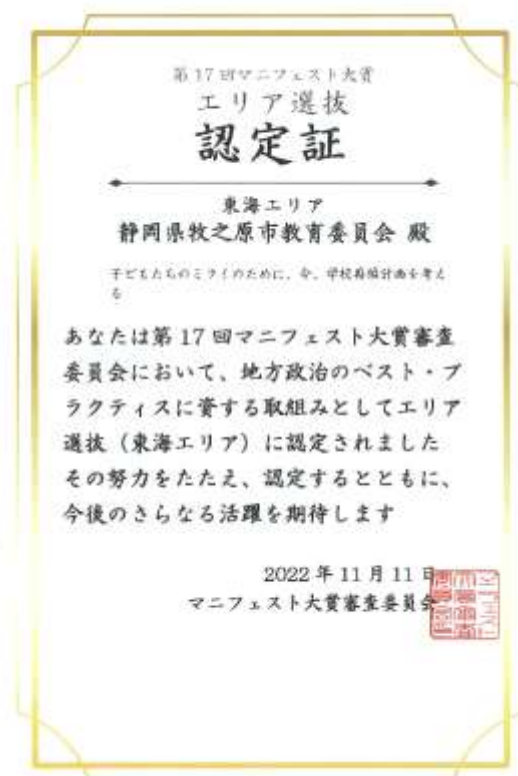 第17回マニフェスト大賞
エリア選抜
認定証
東海エリア
静岡県牧之原市教育委員会 殿
子どもたちのミライのために、今、学校再編計画を考え
る
あなたは第17回マニフェスト大賞審査
委員会において、地方政治のベスト・プ
ラクティスに資する取組みとしてエリア
選抜（東海エリア）に認定されました
その努力をたたえ、認定するとともに、
今後のさらなる活躍を期待します
2022年11月11日
マニフェスト大賞審査委員会